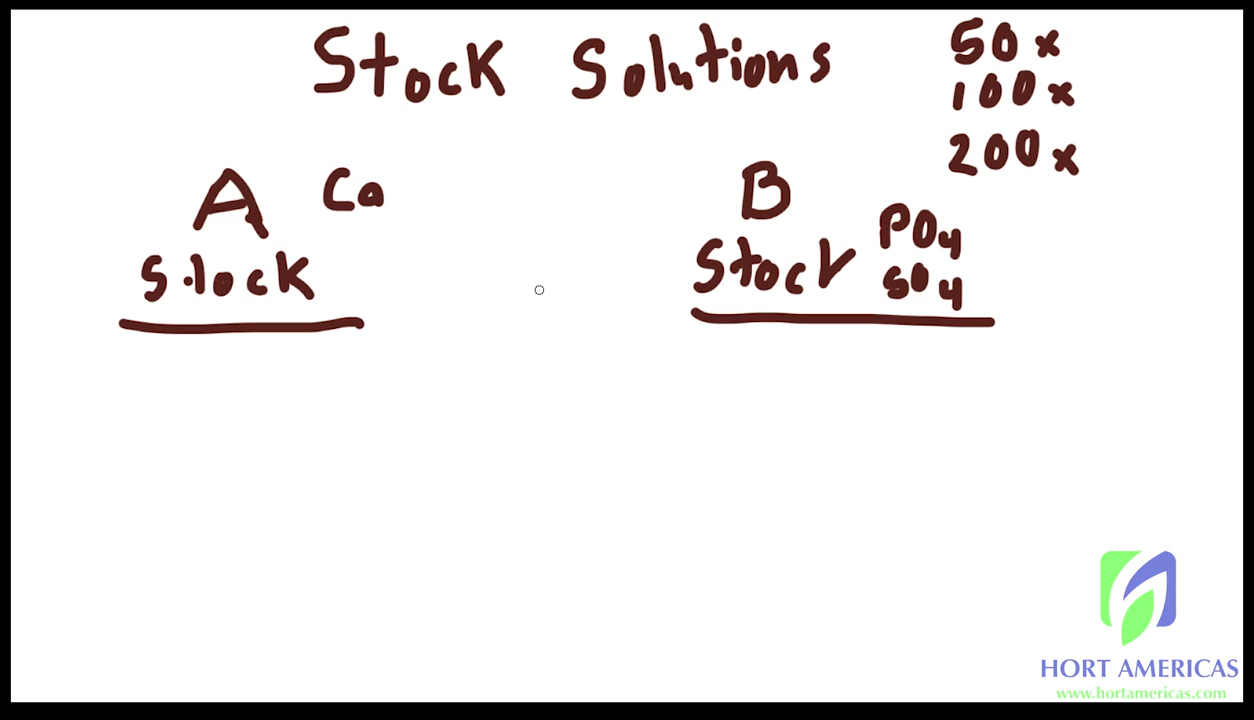 Stock Solutions
50x
100x
200x
A Ca
Stock
B
Stock
PO4
SO4
HORT AMERICAS
www.hortamericas.com